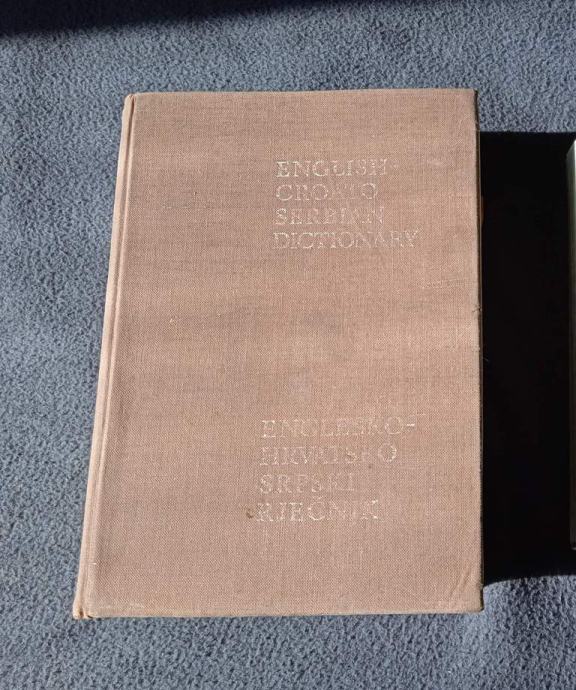 ENGLISH-
CROATO
SERBIAN
DICTIONARY
ENGLESKO-
HRVATSKO
SRPSKI
RJEČNIK